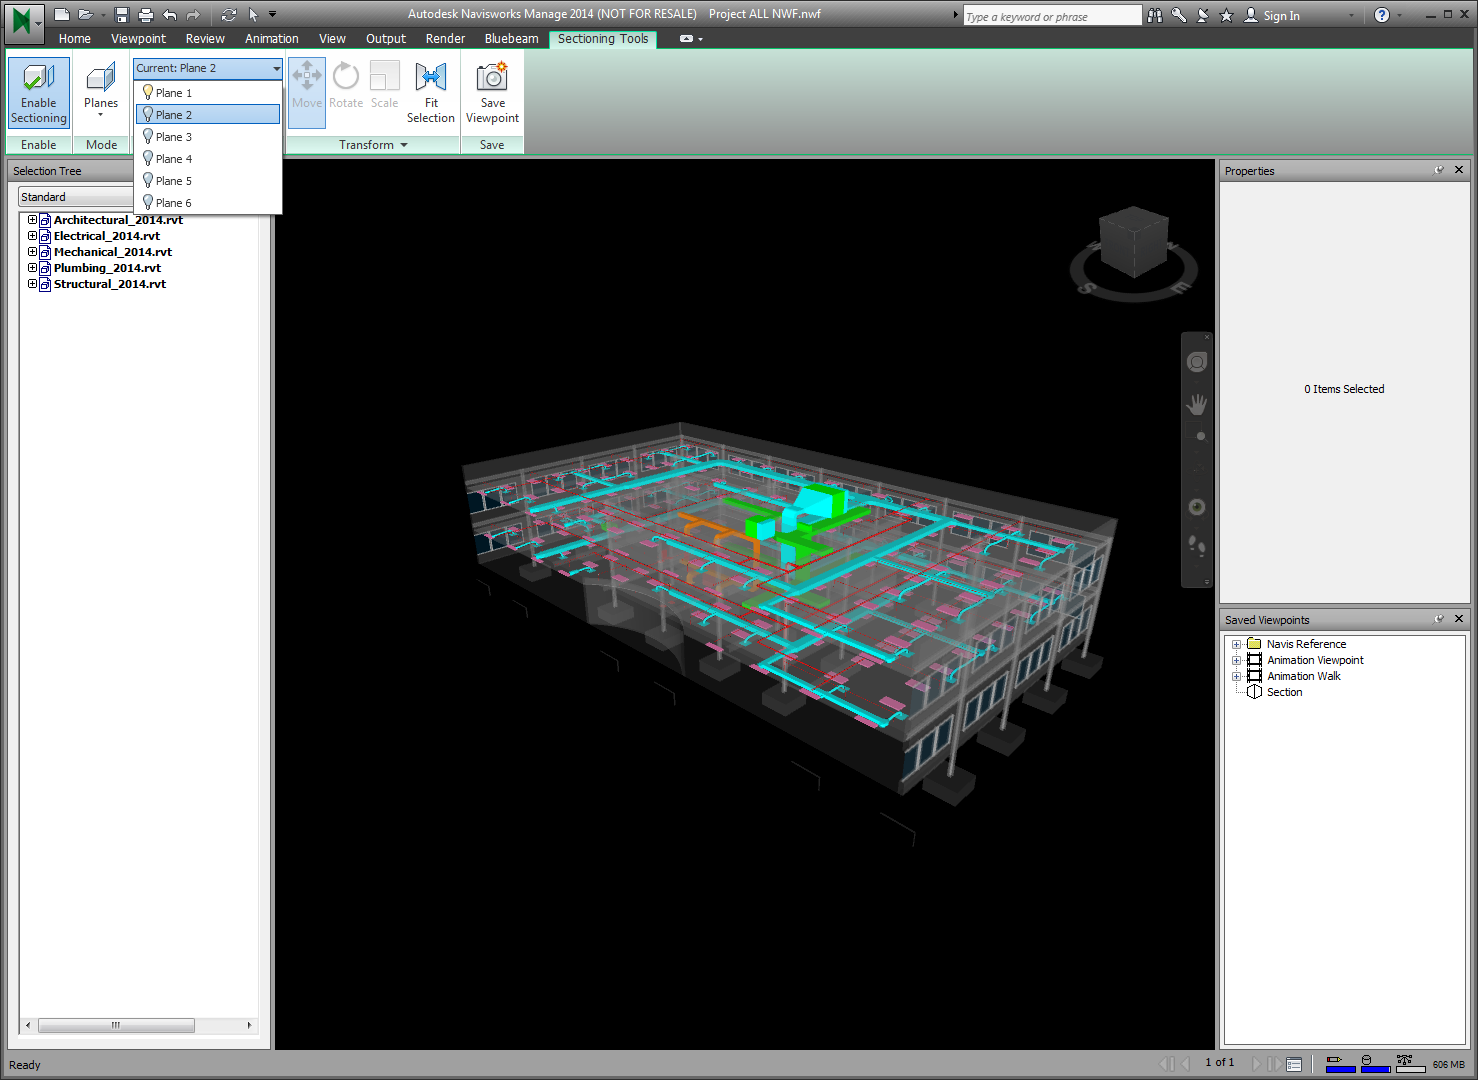 Autodesk Navisworks Manage 2014 (NOT FOR RESALE) Project ALL NWF.nwf
Type a keyword or phrase
Sign In
Home Viewpoint Review Animation View Output Render Bluebeam Sectioning Tools
Enable Sectioning
Planes
Current: Plane 2
Plane 1
Plane 2
Plane 3
Plane 4
Plane 5
Plane 6
Move
Rotate
Scale
Fit Selection
Save Viewpoint
Enable
Mode
Transform
Save
Selection Tree
Standard
Architectural_2014.rvt
Electrical_2014.rvt
Mechanical_2014.rvt
Plumbing_2014.rvt
Structural_2014.rvt
N
S
E
Properties
0 Items Selected
Saved Viewpoints
Navis Reference
Animation Viewpoint
Animation Walk
Section
Ready
1 of 1
606 MB